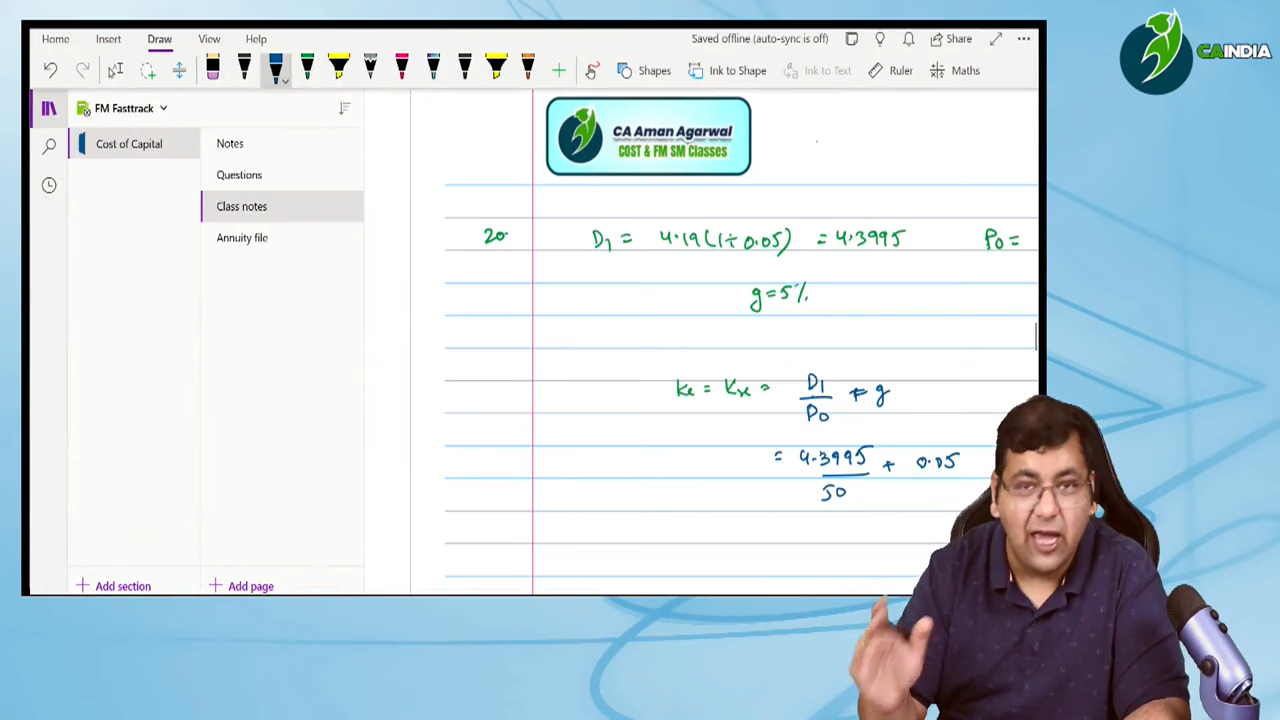 Home Insert Draw View Help Saved offline (auto-sync is off) Share
Shapes Ink to Shape Ink to Text Ruler Maths
CAINDIA
FM Fasttrack
Cost of Capital
Notes
Questions
Class notes
Annuity file
Add section
Add page
CA Aman Agarwal
COST & FM SM Classes
20. D1 = 4.19(1+0.05) = 4.3995 P0 =
g=5%
Ke = Kr = D1/P0 + g
= 4.3995/50 + 0.05